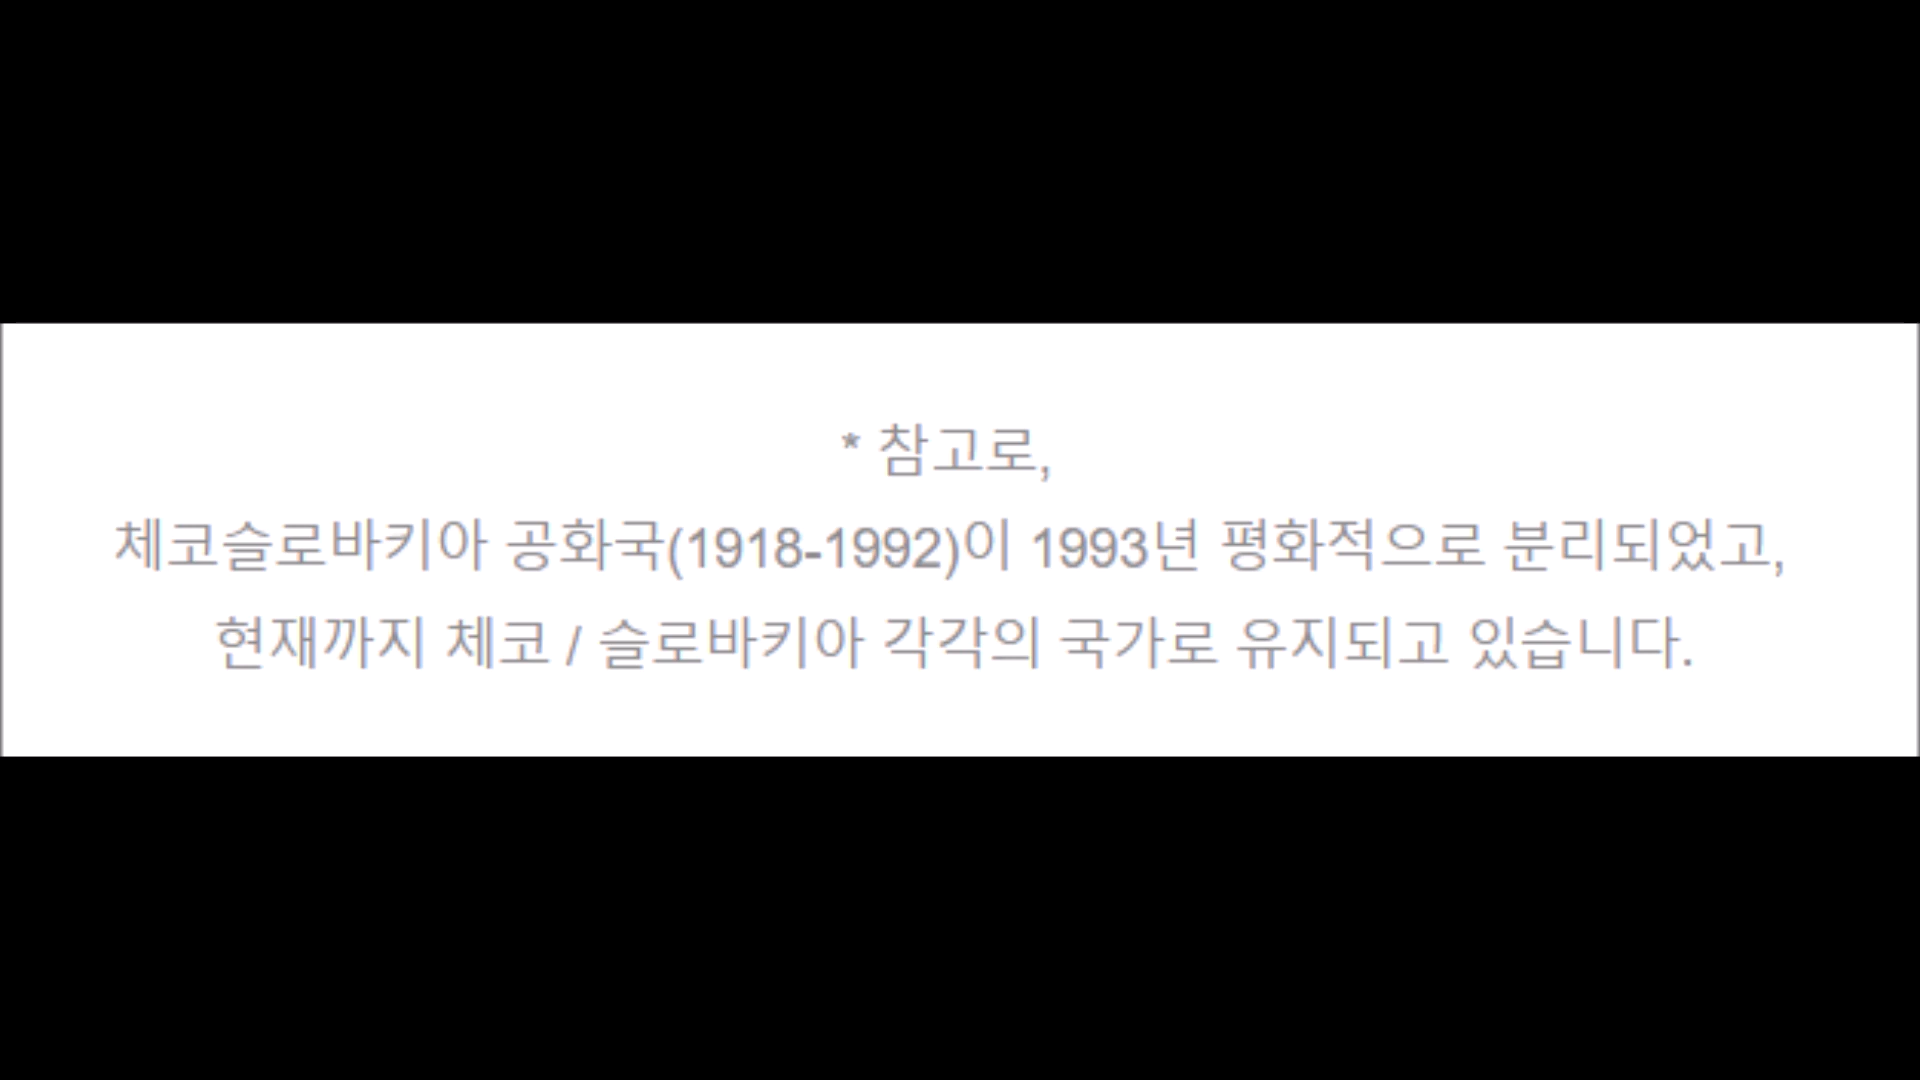 * 참고로,
체코슬로바키아 공화국(1918-1992)이 1993년 평화적으로 분리되었고,
현재까지 체코 / 슬로바키아 각각의 국가로 유지되고 있습니다.